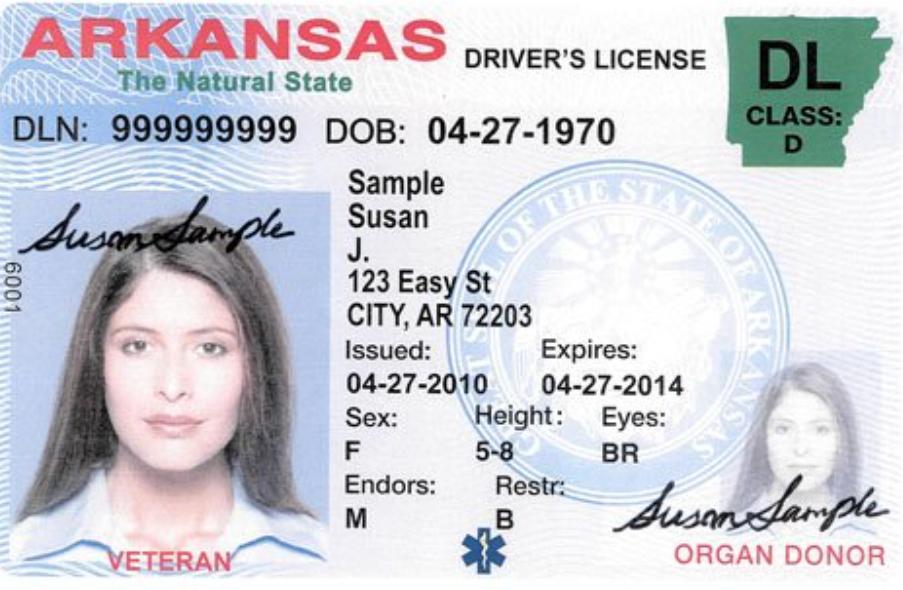 ARKANSAS
The Natural State
DRIVER'S LICENSE
DL
CLASS:
D
DLN: 999999999 DOB: 04-27-1970
Sample
Susan
J.
123 Easy St
CITY, AR 72203
Issued: Expires:
04-27-2010 04-27-2014
Sex: Height: Eyes:
F 5-8 BR
Endors: Restr:
M B
Susan Sample
6001
VETERAN
SEAL OF THE STATE OF ARKANSAS
Susan Sample
ORGAN DONOR